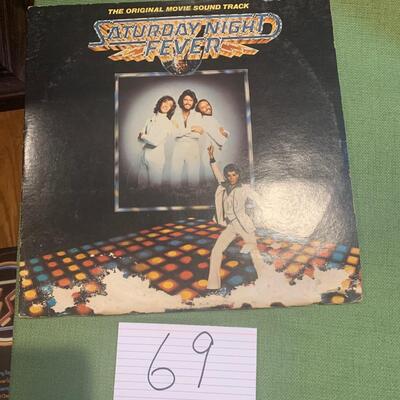 THE ORIGINAL MOVIE SOUND TRACK
SATURDAY NIGHT
FEVER
69